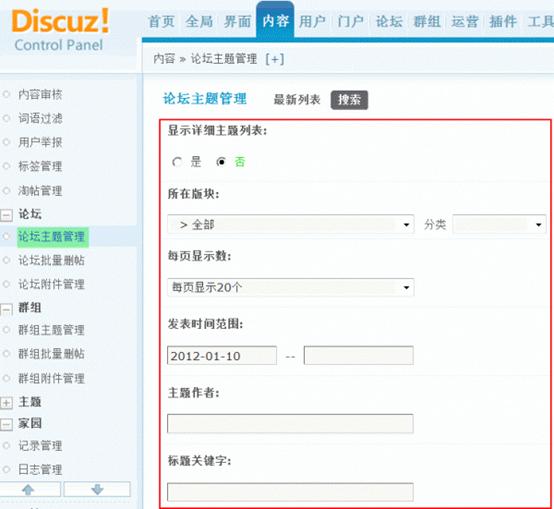 Discuz!
Control Panel
首页 全局 界面 内容 用户 门户 论坛 群组 运营 插件 工具
内容 » 论坛主题管理 [+]
内容审核
词语过滤
用户举报
标签管理
淘帖管理
论坛
论坛主题管理
论坛批量删帖
论坛附件管理
群组
群组主题管理
群组批量删帖
群组附件管理
主题
家园
记录管理
日志管理
论坛主题管理 最新列表 搜索
显示详细主题列表:
是 否
所在版块:
> 全部 分类
每页显示数:
每页显示20个
发表时间范围:
2012-01-10 --
主题作者:
标题关键字: